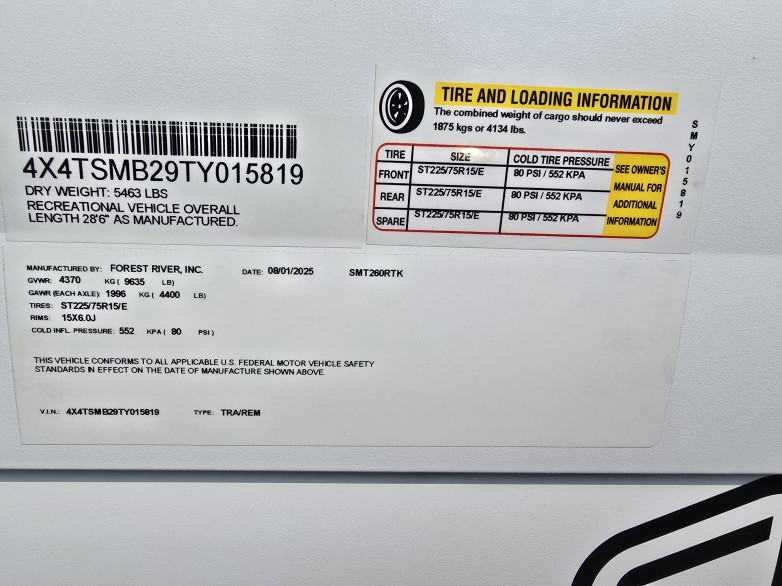 4X4TSMB29TY015819
DRY WEIGHT: 5463 LBS
RECREATIONAL VEHICLE OVERALL
LENGTH 28'6" AS MANUFACTURED.
TIRE AND LOADING INFORMATION
The combined weight of cargo should never exceed
1875 kgs or 4134 lbs.
TIRE SIZE COLD TIRE PRESSURE
FRONT ST225/75R15/E 80 PSI / 552 KPA
REAR ST225/75R15/E 80 PSI / 552 KPA
SPARE ST225/75R15/E 80 PSI / 552 KPA
SEE OWNER'S
MANUAL FOR
ADDITIONAL
INFORMATION
SMY015819
MANUFACTURED BY: FOREST RIVER, INC. DATE: 08/01/2025 SMT260RTK
GVWR: 4370 KG ( 9635 LB)
GAWR (EACH AXLE): 1996 KG ( 4400 LB)
TIRES: ST225/75R15/E
RIMS: 15X6.0J
COLD INFL. PRESSURE: 552 KPA ( 80 PSI )
THIS VEHICLE CONFORMS TO ALL APPLICABLE U.S. FEDERAL MOTOR VEHICLE SAFETY
STANDARDS IN EFFECT ON THE DATE OF MANUFACTURE SHOWN ABOVE.
V.I.N.: 4X4TSMB29TY015819 TYPE: TRA/REM